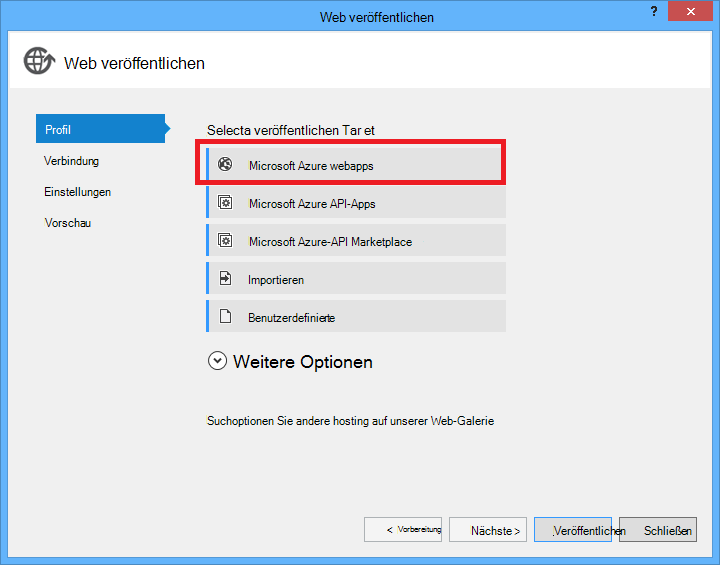 Web veröffentlichen
?
Web veröffentlichen
Profil
Verbindung
Einstellungen
Vorschau
Selecta veröffentlichen Tar et
Microsoft Azure webapps
Microsoft Azure API-Apps
Microsoft Azure-API Marketplace
Importieren
Benutzerdefinierte
Weitere Optionen
Suchoptionen Sie andere hosting auf unserer Web-Galerie
< Vorbereitung
Nächste >
.Veröffentlichen
Schließen